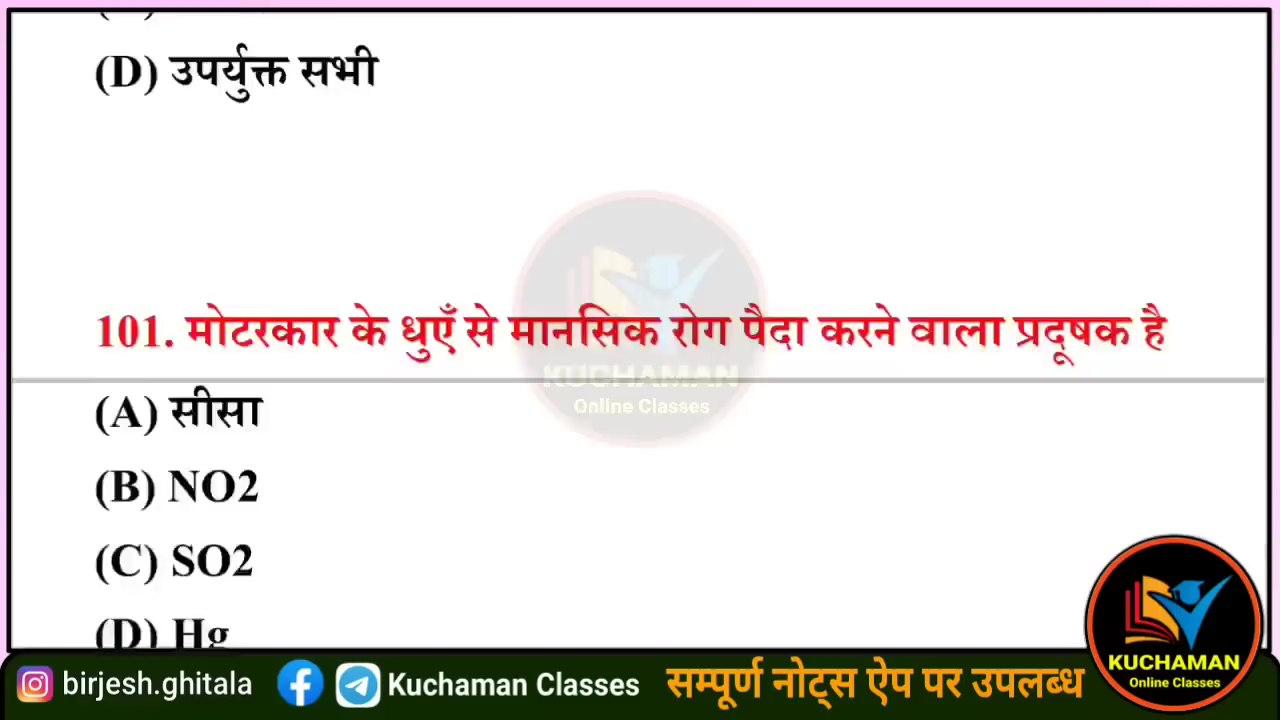 (D) उपर्युक्त सभी
101. मोटरकार के धुएँ से मानसिक रोग पैदा करने वाला प्रदूषक है
KUCHAMAN
Online Classes
(A) सीसा
(B) NO2
(C) SO2
(D) Hg
birjesh.ghitala
Kuchaman Classes
सम्पूर्ण नोट्स ऐप पर उपलब्ध
KUCHAMAN
Online Classes